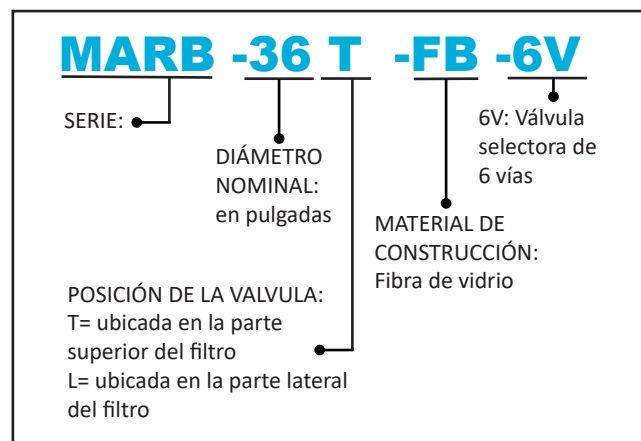 MARB -36 T -FB -6V
SERIE:
DIÁMETRO
NOMINAL:
en pulgadas
6V: Válvula
selectora de
6 vías
MATERIAL DE
CONSTRUCCIÓN:
Fibra de vidrio
POSICIÓN DE LA VALVULA:
T= ubicada en la parte
superior del filtro
L= ubicada en la parte lateral
del filtro